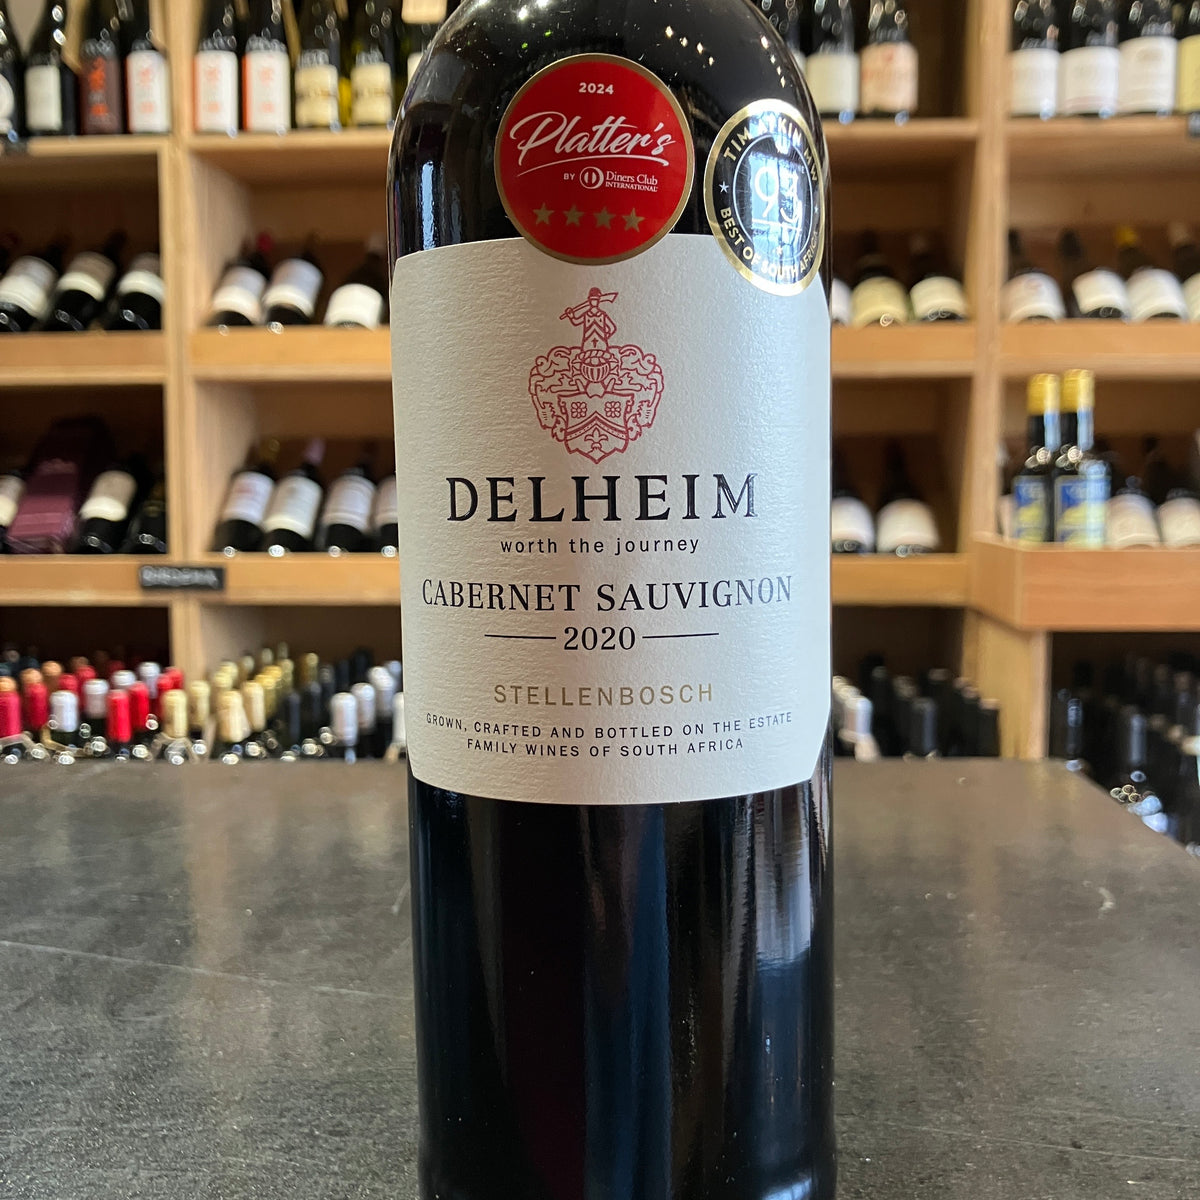 2024
Platter's
BY Diners Club
INTERNATIONAL
TIM ATKIN MW
93
BEST OF SOUTH AFRICA
DELHEIM
worth the journey
CABERNET SAUVIGNON
2020
STELLENBOSCH
GROWN, CRAFTED AND BOTTLED ON THE ESTATE
FAMILY WINES OF SOUTH AFRICA